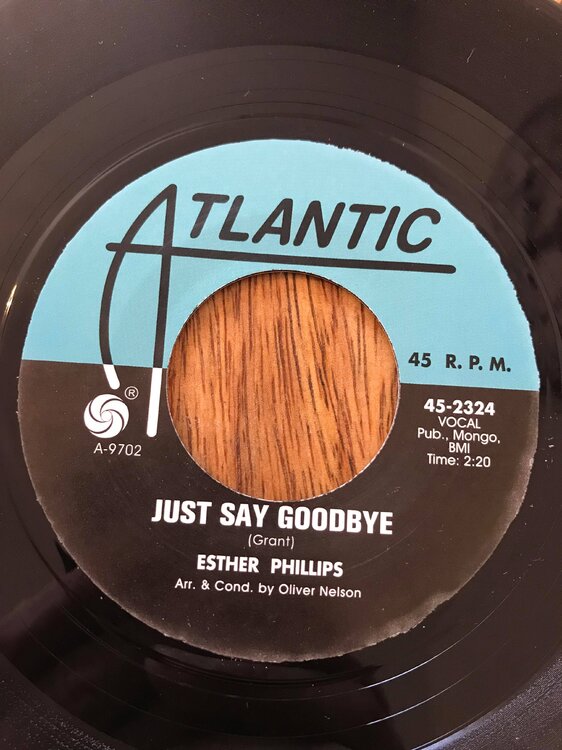 ATLANTIC
45 R. P. M.
®
A-9702
45-2324
VOCAL
Pub., Mongo,
BMI
Time: 2:20
JUST SAY GOODBYE
(Grant)
ESTHER PHILLIPS
Arr. & Cond. by Oliver Nelson